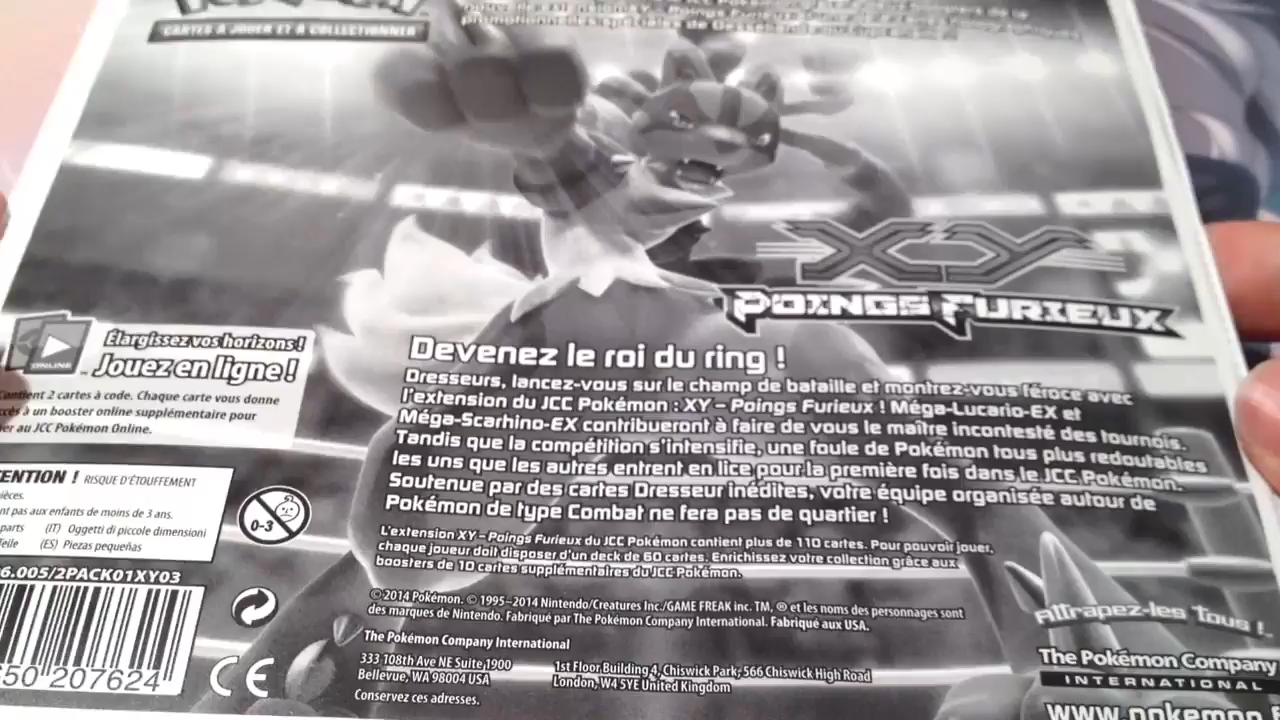 CARTES À JOUER ET À COLLECTIONNER
XY
POINGS FURIEUX
Élargissez vos horizons!
Jouez en ligne!
ONLINE
Contient 2 cartes à code. Chaque carte vous donne
à un booster online supplémentaire pour
au JCC Pokémon Online.
Devenez le roi du ring !
Dresseurs, lancez-vous sur le champ de bataille et montrez-vous féroce avec
l'extension du JCC Pokémon : XY – Poings Furieux ! Méga-Lucario-EX et
Méga-Scarhino-EX contribueront à faire de vous le maître incontesté des tournois.
Tandis que la compétition s'intensifie, une foule de Pokémon tous plus redoutables
les uns que les autres entrent en lice pour la première fois dans le JCC Pokémon.
Soutenue par des cartes Dresseur inédites, votre équipe organisée autour de
Pokémon de type Combat ne fera pas de quartier !
L'extension XY – Poings Furieux du JCC Pokémon contient plus de 110 cartes. Pour pouvoir jouer,
chaque joueur doit disposer d'un deck de 60 cartes. Enrichissez votre collection grâce aux
boosters de 10 cartes supplémentaires du JCC Pokémon.
TENTION ! RISQUE D'ÉTOUFFEMENT
ièces.
nt pas aux enfants de moins de 3 ans.
parts (IT) Oggetti di piccole dimensioni
Teile (ES) Piezas pequeñas
0-3
6.005/2PACK01XY03
50 207624
CE
©2014 Pokémon. © 1995–2014 Nintendo/Creatures Inc./GAME FREAK inc. TM, ® et les noms des personnages sont
des marques de Nintendo. Fabriqué par The Pokémon Company International. Fabriqué aux USA.
The Pokémon Company International
333 108th Ave NE Suite 1900
Bellevue, WA 98004 USA
1st Floor Building 4, Chiswick Park, 566 Chiswick High Road
London, W4 5YE United Kingdom
Conservez ces adresses.
Attrapez-les Tous !
The Pokémon Company
INTERNATIONAL
www.pokemon.f